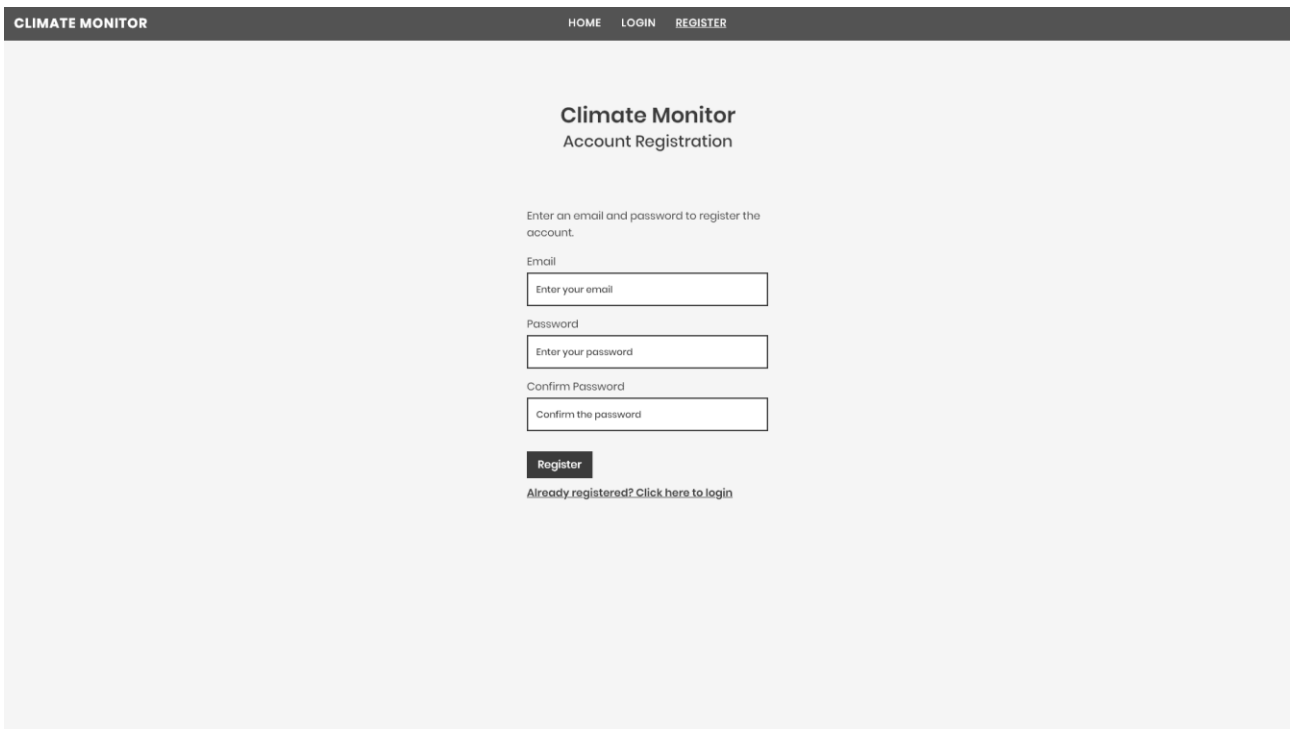 CLIMATE MONITOR
HOME LOGIN REGISTER
Climate Monitor
Account Registration
Enter an email and password to register the
account.
Email
Enter your email
Password
Enter your password
Confirm Password
Confirm the password
Register
Already registered? Click here to login